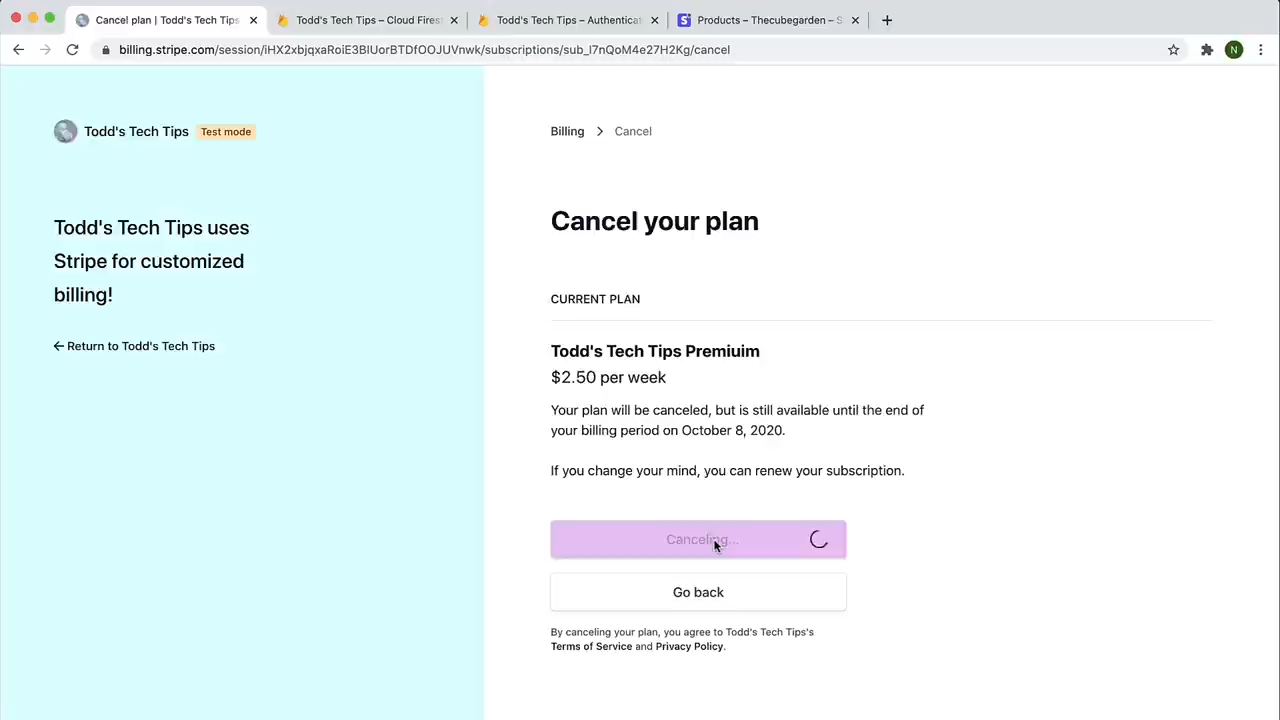 Cancel plan | Todd's Tech Tips
Todd's Tech Tips – Cloud Fires
Todd's Tech Tips – Authentica
Products – Thecubegarden – S
billing.stripe.com/session/iHX2xbjqxaRoiE3BIUorBTDfOOJUVnwk/subscriptions/sub_I7nQoM4e27H2Kg/cancel
N
Todd's Tech Tips
Test mode
Todd's Tech Tips uses
Stripe for customized
billing!
Return to Todd's Tech Tips
Billing
Cancel
Cancel your plan
CURRENT PLAN
Todd's Tech Tips Premiuim
$2.50 per week
Your plan will be canceled, but is still available until the end of
your billing period on October 8, 2020.
If you change your mind, you can renew your subscription.
Canceling...
Go back
By canceling your plan, you agree to Todd's Tech Tips's
Terms of Service and Privacy Policy.